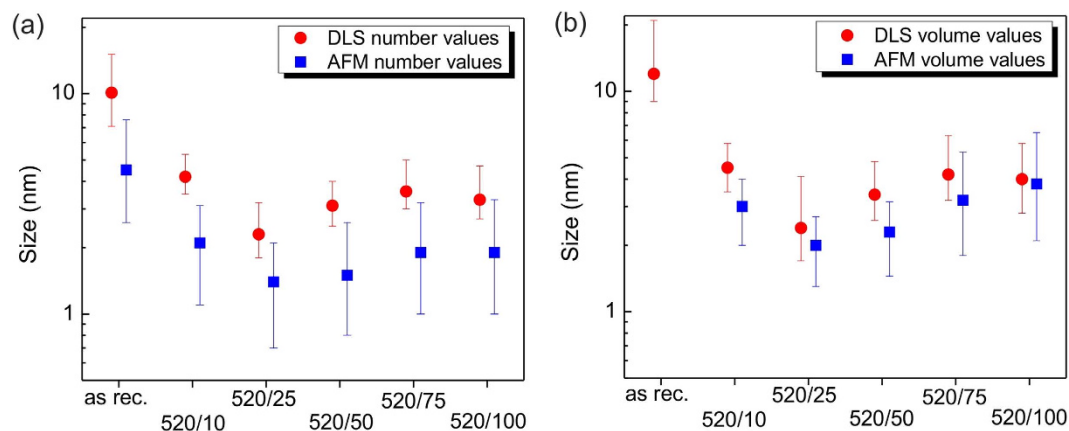 (a)
DLS number values
AFM number values
10
1
Size (nm)
as rec.
520/10
520/25
520/50
520/75
520/100
(b)
DLS volume values
AFM volume values
10
1
Size (nm)
as rec.
520/10
520/25
520/50
520/75
520/100